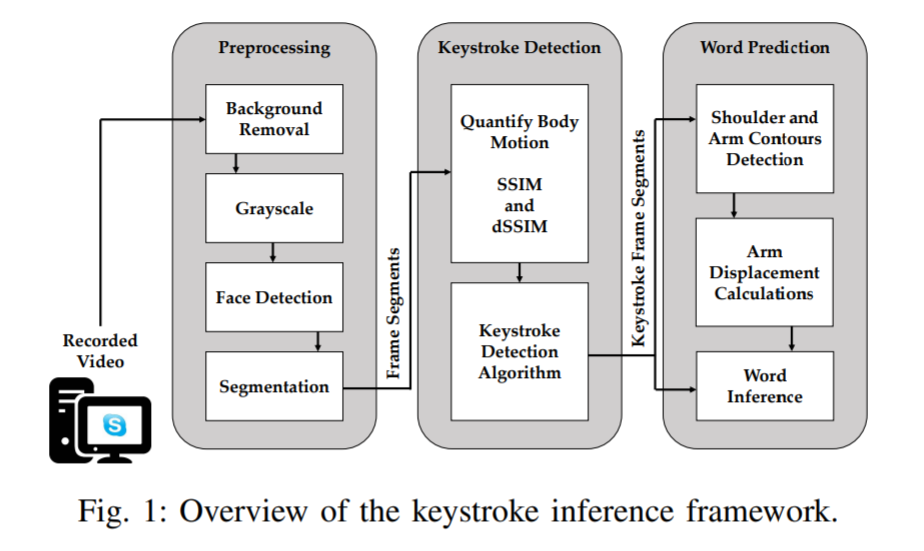 Preprocessing
Background
Removal
Grayscale
Face Detection
Segmentation
Recorded
Video
S
Frame Segments
Keystroke Detection
Quantify Body
Motion
SSIM
and
dSSIM
Keystroke
Detection
Algorithm
Keystroke Frame Segments
Word Prediction
Shoulder and
Arm Contours
Detection
Arm
Displacement
Calculations
Word
Inference
Fig. 1: Overview of the keystroke inference framework.